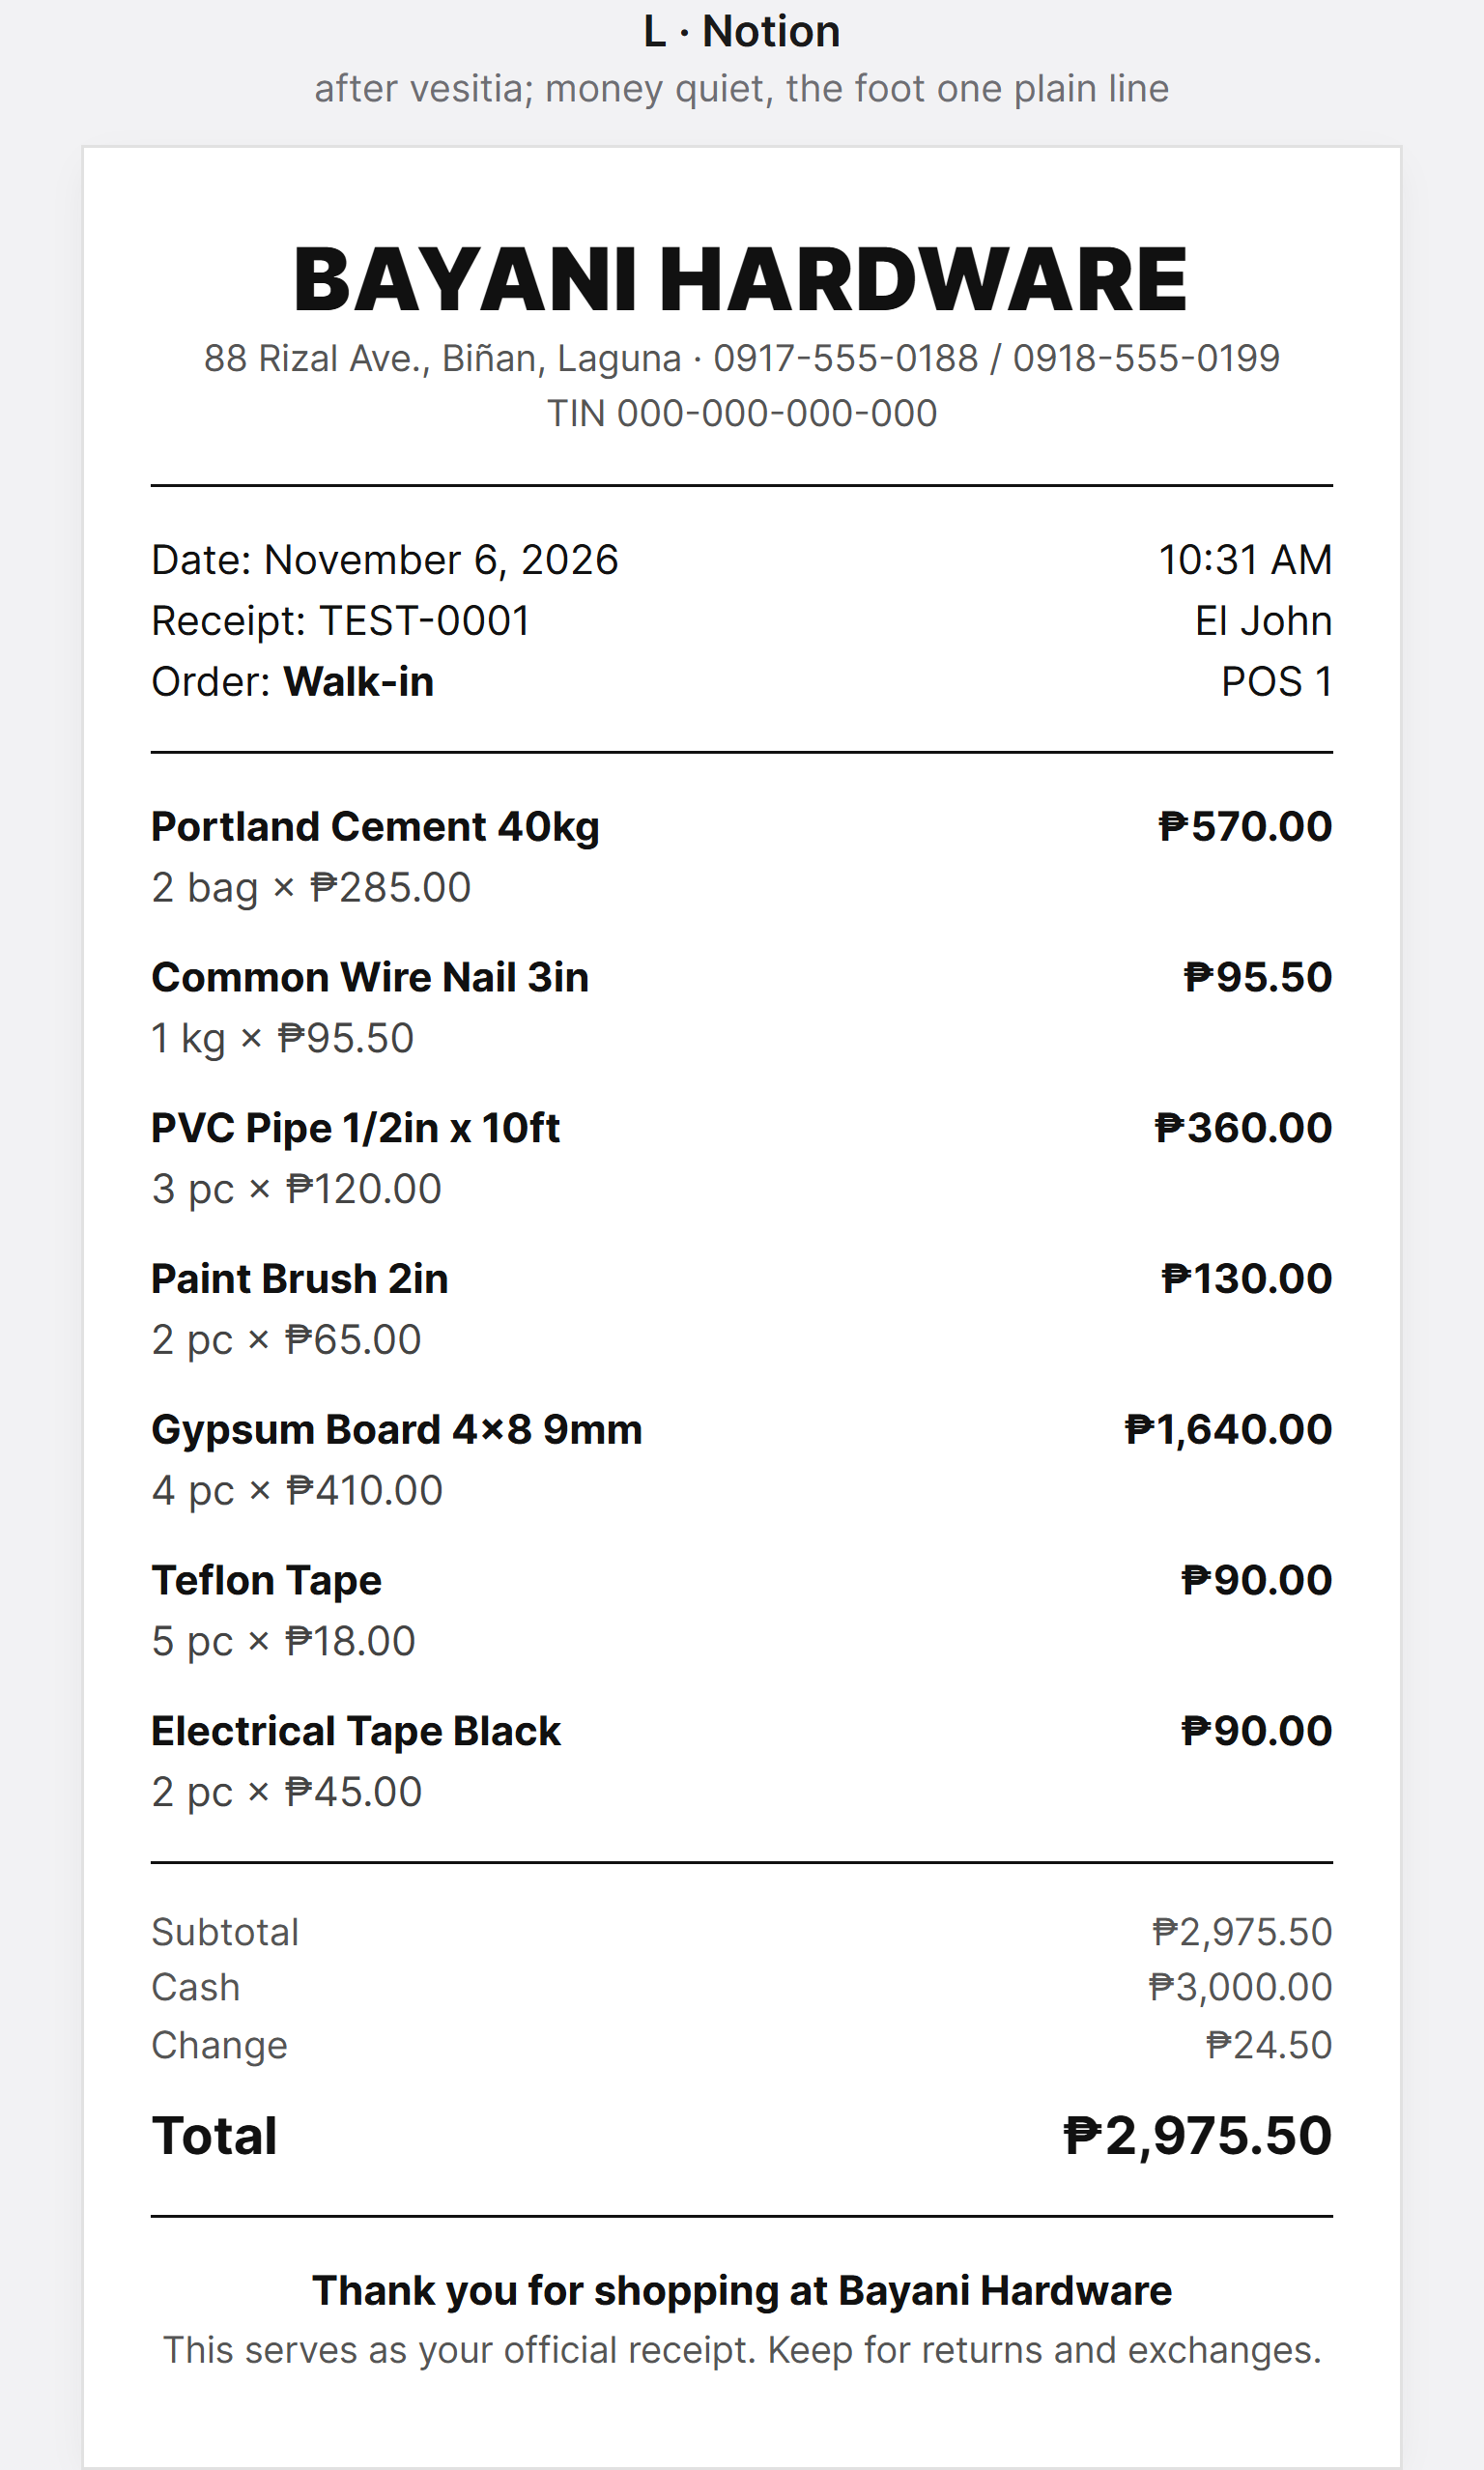 L · Notion
after vesitia; money quiet, the foot one plain line
BAYANI HARDWARE
88 Rizal Ave., Biñan, Laguna · 0917-555-0188 / 0918-555-0199
TIN 000-000-000-000
Date: November 6, 2026 10:31 AM
Receipt: TEST-0001 El John
Order: Walk-in POS 1
Portland Cement 40kg ₱570.00
2 bag × ₱285.00
Common Wire Nail 3in ₱95.50
1 kg × ₱95.50
PVC Pipe 1/2in x 10ft ₱360.00
3 pc × ₱120.00
Paint Brush 2in ₱130.00
2 pc × ₱65.00
Gypsum Board 4×8 9mm ₱1,640.00
4 pc × ₱410.00
Teflon Tape ₱90.00
5 pc × ₱18.00
Electrical Tape Black ₱90.00
2 pc × ₱45.00
Subtotal ₱2,975.50
Cash ₱3,000.00
Change ₱24.50
Total ₱2,975.50
Thank you for shopping at Bayani Hardware
This serves as your official receipt. Keep for returns and exchanges.